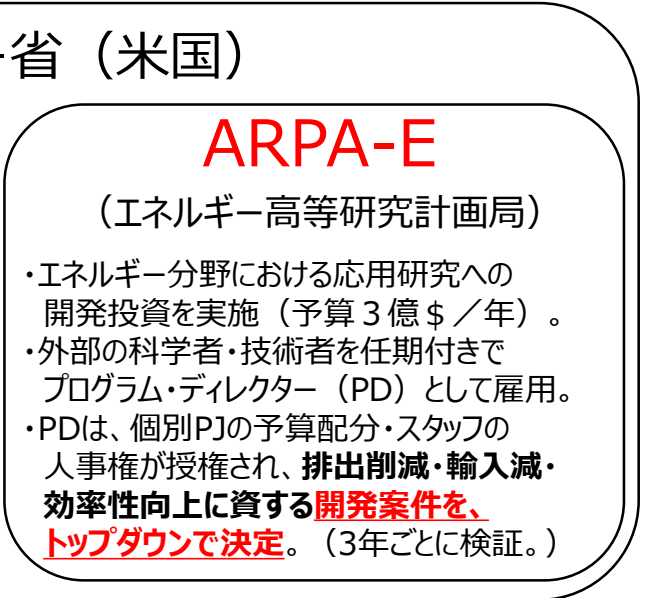 省（米国）
ARPA-E
（エネルギー高等研究計画局）
・エネルギー分野における応用研究への
開発投資を実施（予算３億＄／年）。
・外部の科学者・技術者を任期付きで
プログラム・ディレクター（PD）として雇用。
・PDは、個別PJの予算配分・スタッフの
人事権が授権され、排出削減・輸入減・
効率性向上に資する開発案件を、
トップダウンで決定。（3年ごとに検証。）